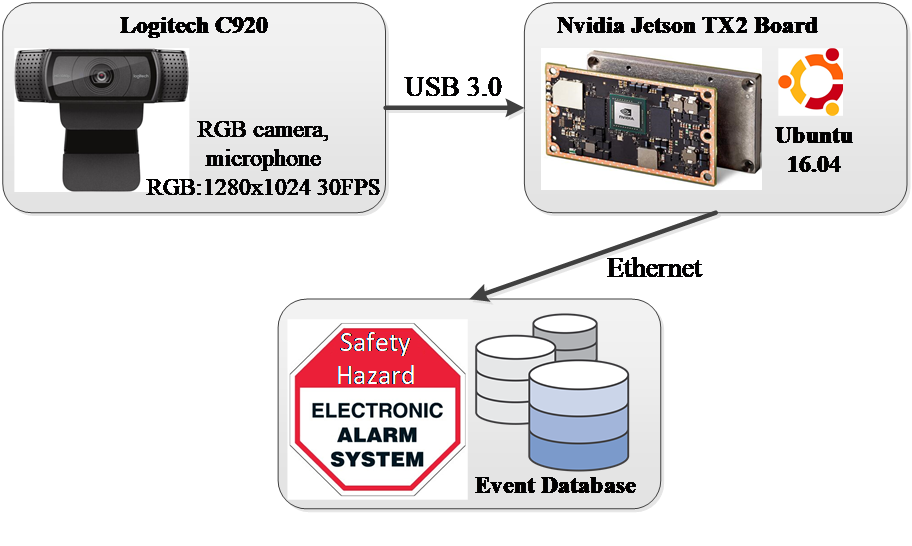 Logitech C920
RGB camera,
microphone
RGB:1280x1024 30FPS
USB 3.0
Nvidia Jetson TX2 Board
NVIDIA
Ubuntu
16.04
Ethernet
Safety
Hazard
ELECTRONIC
ALARM
SYSTEM
Event Database